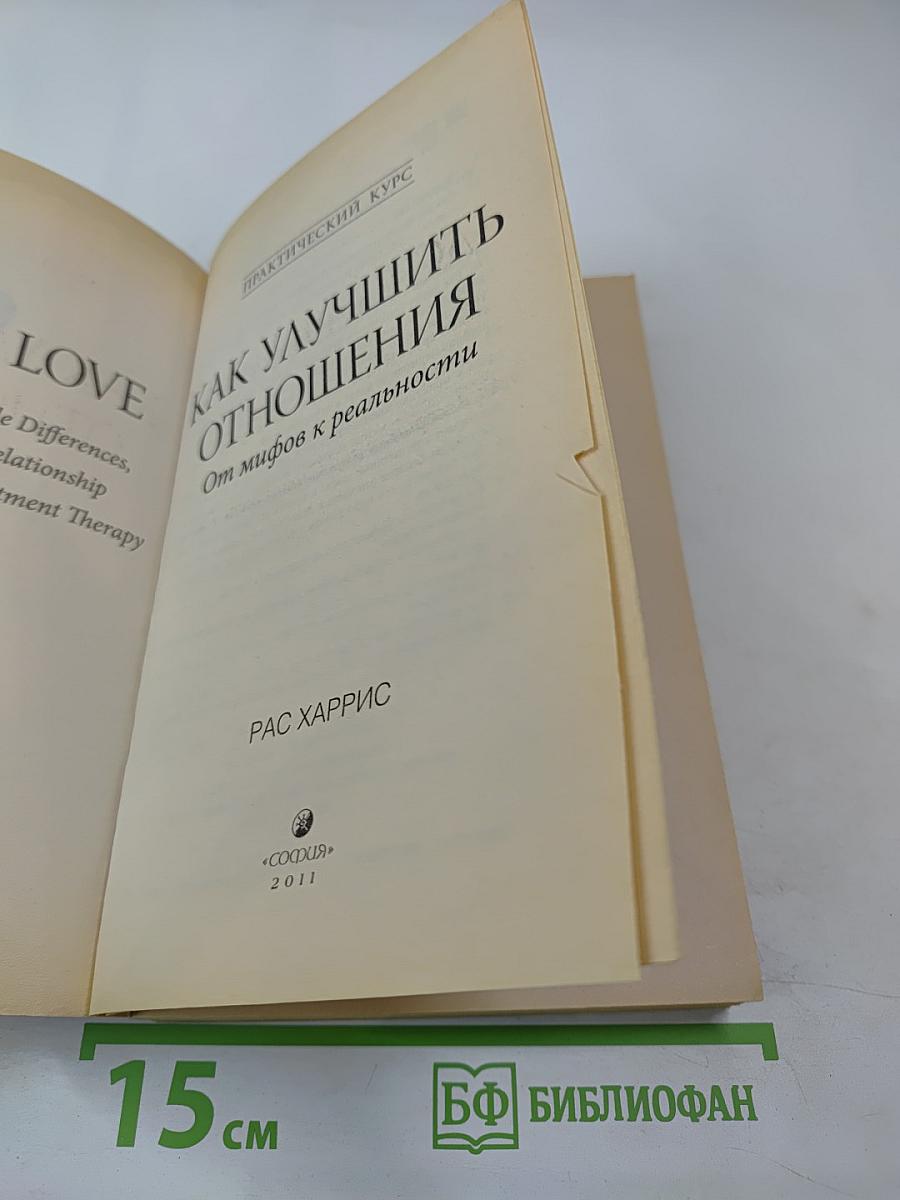 LOVE
Differences,
elationship
tment Therapy
ПРАКТИЧЕСКИЙ КУРС
КАК УЛУЧШИТЬ
ОТНОШЕНИЯ
От мифов к реальности
РАС ХАРРИС
«СОФИЯ»
2011
15 см
БФ БИБЛИОФАН